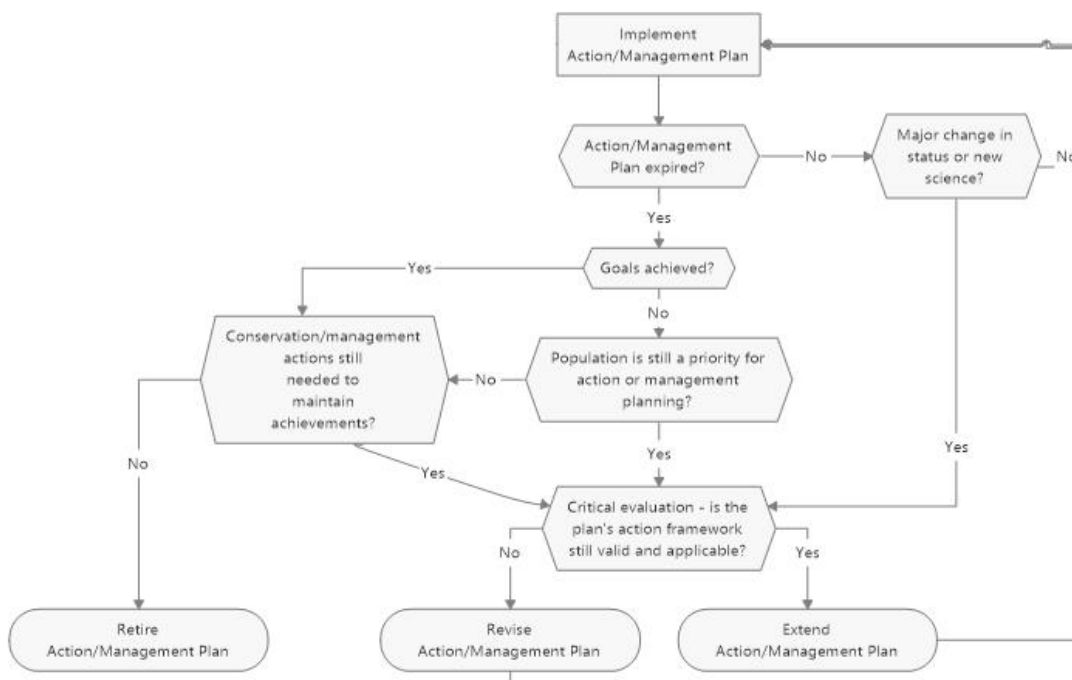 Implement
Action/Management Plan
Action/Management
Plan expired?
No
Major change in
status or new
science?
No
Yes
Goals achieved?
Yes
No
Conservation/management
actions still
needed to
maintain
achievements?
No
Population is still a priority for
action or management
planning?
No
Yes
Yes
Yes
Critical evaluation - is the
plan's action framework
still valid and applicable?
No
Yes
Retire
Action/Management Plan
Revise
Action/Management Plan
Extend
Action/Management Plan